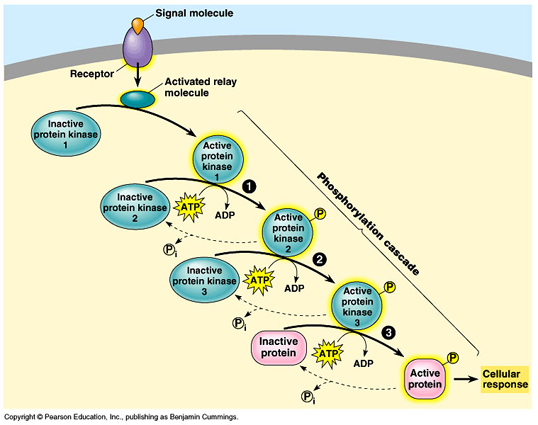 Signal molecule
Receptor
Activated relay
molecule
Inactive
protein kinase
1
Active
protein
kinase
1
Phosphorylation cascade
1
Inactive
protein kinase
2
ATP
ADP
Active
protein
kinase
2
P
Pi
2
Inactive
protein kinase
3
ATP
ADP
Active
protein
kinase
3
P
Pi
3
Inactive
protein
ATP
ADP
Active
protein
P
Pi
Cellular
response
Copyright © Pearson Education, Inc., publishing as Benjamin Cummings.